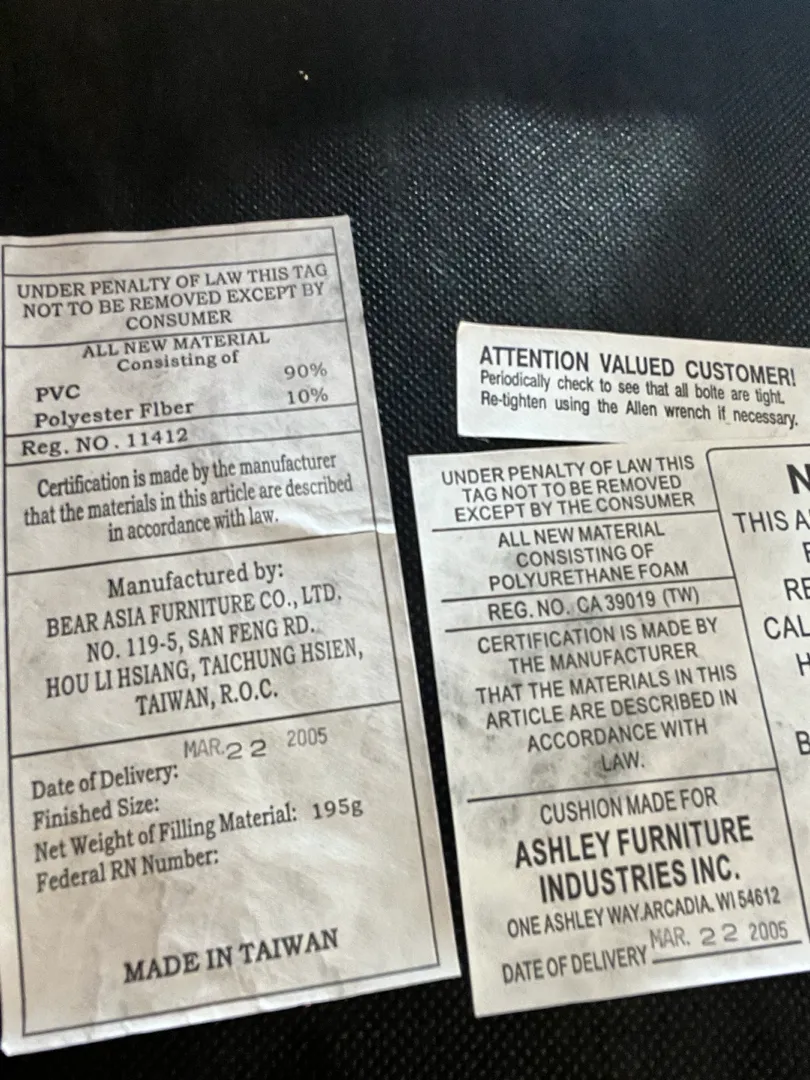 UNDER PENALTY OF LAW THIS TAG
NOT TO BE REMOVED EXCEPT BY
CONSUMER
ALL NEW MATERIAL
Consisting of
PVC 90%
Polyester Flber 10%
Reg. NO. 11412
Certification is made by the manufacturer
that the materials in this article are described
in accordance with law.
Manufactured by:
BEAR ASIA FURNITURE CO., LTD.
NO. 119-5, SAN FENG RD.
HOU LI HSIANG, TAICHUNG HSIEN,
TAIWAN, R.O.C.
Date of Delivery: MAR. 22 2005
Finished Size:
Net Weight of Filling Material: 195g
Federal RN Number:
MADE IN TAIWAN
ATTENTION VALUED CUSTOMER!
Periodically check to see that all bolte are tight.
Re-tighten using the Allen wrench if necessary.
UNDER PENALTY OF LAW THIS
TAG NOT TO BE REMOVED
EXCEPT BY THE CONSUMER
ALL NEW MATERIAL
CONSISTING OF
POLYURETHANE FOAM
REG. NO. CA 39019 (TW)
CERTIFICATION IS MADE BY
THE MANUFACTURER
THAT THE MATERIALS IN THIS
ARTICLE ARE DESCRIBED IN
ACCORDANCE WITH
LAW.
CUSHION MADE FOR
ASHLEY FURNITURE
INDUSTRIES INC.
ONE ASHLEY WAY.ARCADIA. WI 54612
DATE OF DELIVERY MAR. 22 2005
THIS